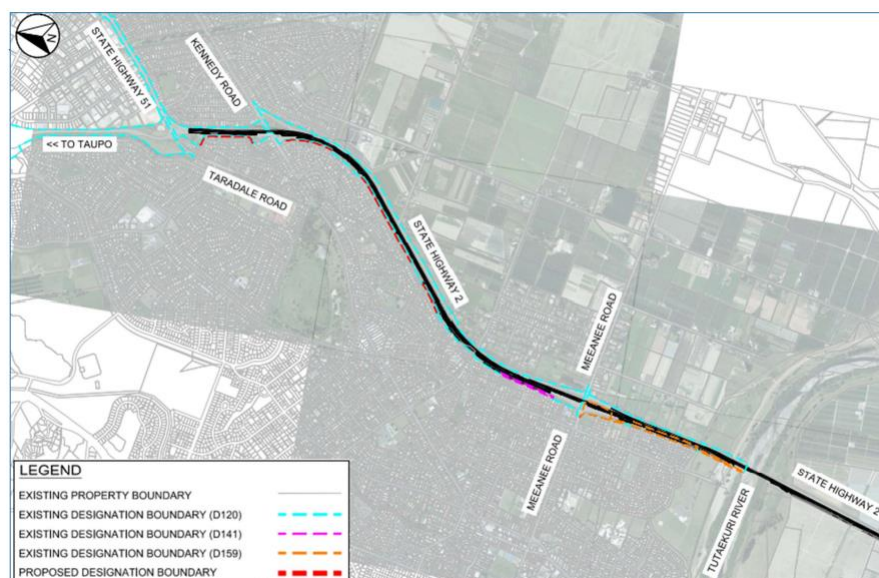 N
STATE HIGHWAY 51
KENNEDY ROAD
<< TO TAUPO
TARADALE ROAD
STATE HIGHWAY 2
MEEANEE ROAD
MEEANEE ROAD
TUTAEKURI RIVER
STATE HIGHWAY 2
LEGEND
EXISTING PROPERTY BOUNDARY
EXISTING DESIGNATION BOUNDARY (D120)
EXISTING DESIGNATION BOUNDARY (D141)
EXISTING DESIGNATION BOUNDARY (D159)
PROPOSED DESIGNATION BOUNDARY